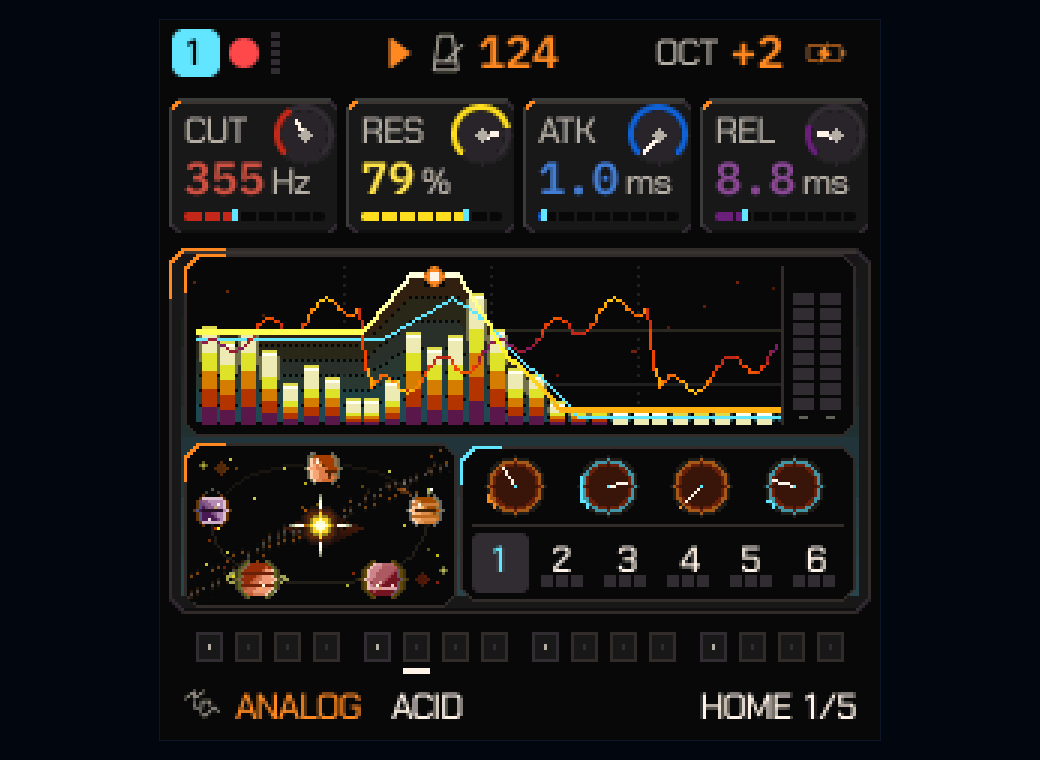 1 124 OCT +2
CUT RES ATK REL
355 Hz 79 % 1.0 ms 8.8 ms
1 2 3 4 5 6
ANALOG ACID HOME 1/5